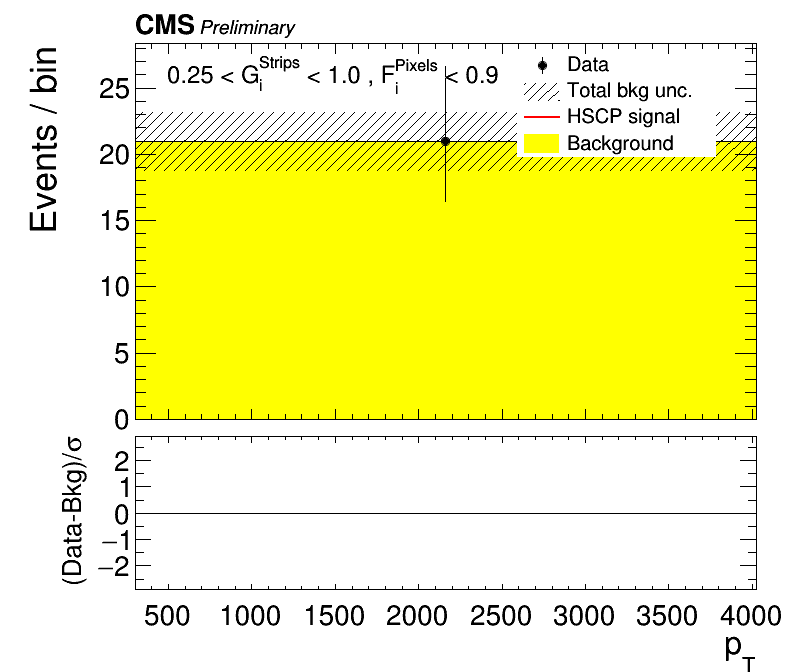 CMS Preliminary
Events / bin
0.25 < G_i^Strips < 1.0 , F_i^Pixels < 0.9
Data
Total bkg unc.
HSCP signal
Background
25
20
15
10
5
0
(Data-Bkg)/σ
2
1
0
−1
−2
500 1000 1500 2000 2500 3000 3500 4000
p_T